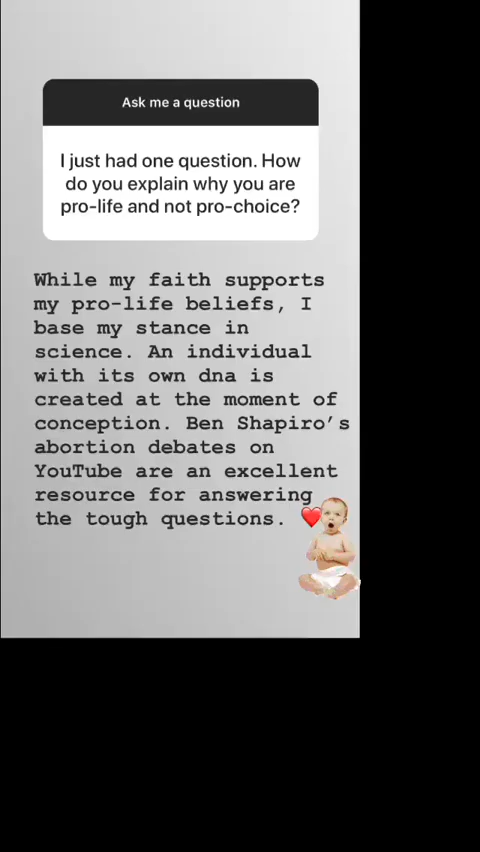 Ask me a question
I just had one question. How
do you explain why you are
pro-life and not pro-choice?
While my faith supports
my pro-life beliefs, I
base my stance in
science. An individual
with its own dna is
created at the moment of
conception. Ben Shapiro’s
abortion debates on
YouTube are an excellent
resource for answering
the tough questions. ❤️